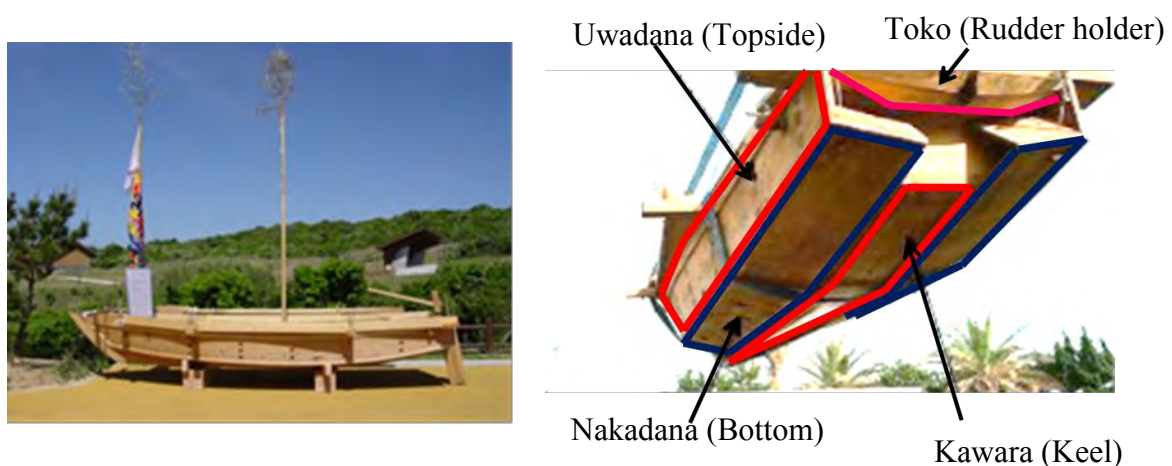 Uwadana (Topside)
Toko (Rudder holder)
Nakadana (Bottom)
Kawara (Keel)